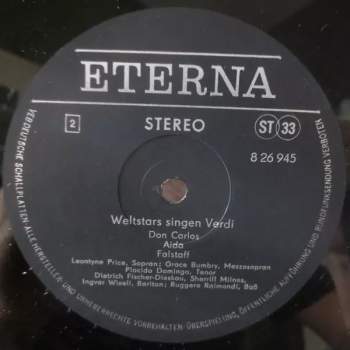 ETERNA
2
STEREO
ST 33
8 26 945
Weltstars singen Verdi
Don Carlos
Aida
Falstaff
Leontyne Price, Sopran; Grace Bumbry, Mezzosopran
Placido Domingo, Tenor
Dietrich Fischer-Dieskau, Sherrill Milnes,
Ingvar Wixell, Bariton; Ruggero Raimondi, Baß
VEB DEUTSCHE SCHALLPLATTEN · ALLE HERSTELLER- UND URHEBERRECHTE VORBEHALTEN ÜBERSPIELUNG, ÖFFENTLICHE AUFFÜHRUNG UND RUNDFUNKSENDUNG VERBOTEN